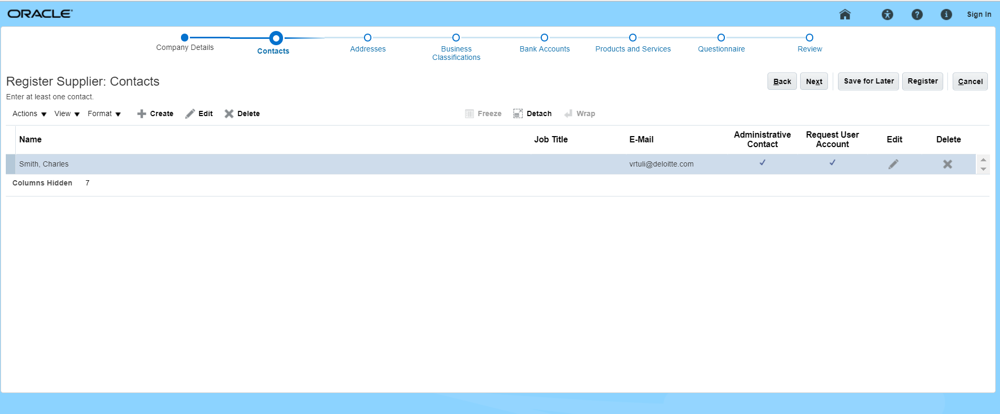 ORACLE
Sign In
Company Details
Contacts
Addresses
Business
Classifications
Bank Accounts
Products and Services
Questionnaire
Review
Register Supplier: Contacts
Back
Next
Save for Later
Register
Cancel
Enter at least one contact.
Actions
View
Format
Create
Edit
Delete
Freeze
Detach
Wrap
Name
Job Title
E-Mail
Administrative
Contact
Request User
Account
Edit
Delete
Smith, Charles
vrtuli@deloitte.com
Columns Hidden 7